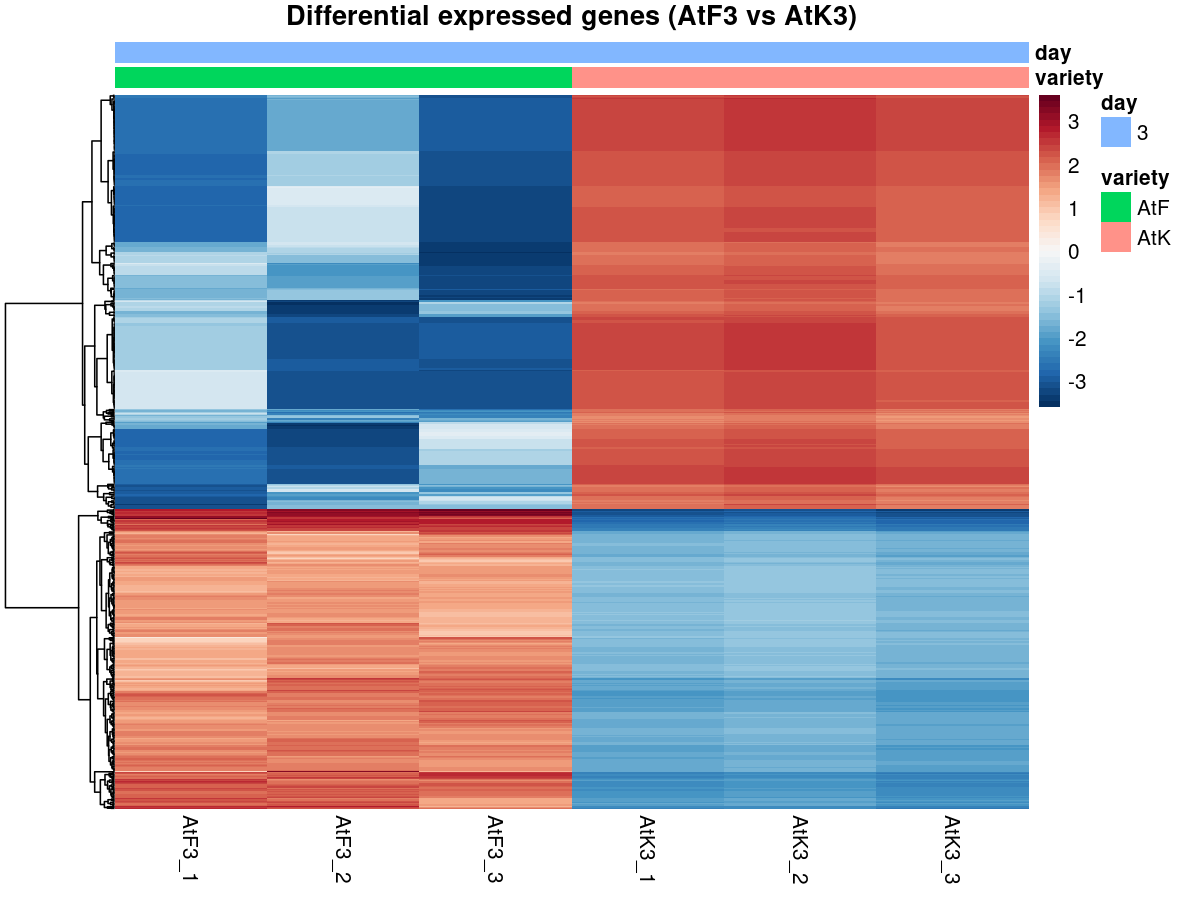 Differential expressed genes (AtF3 vs AtK3)
day
variety
day
3
variety
AtF
AtK
3
2
1
0
-1
-2
-3
AtF3_1
AtF3_2
AtF3_3
AtK3_1
AtK3_2
AtK3_3